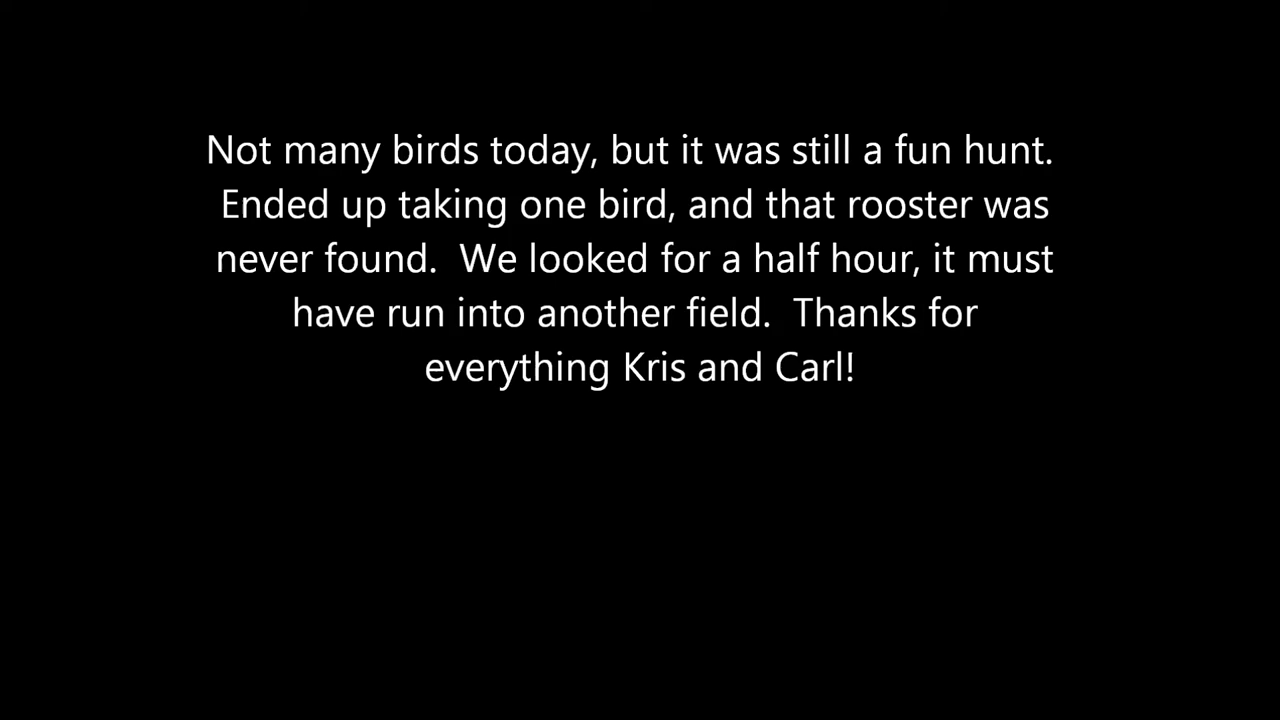 Not many birds today, but it was still a fun hunt.
Ended up taking one bird, and that rooster was
never found.  We looked for a half hour, it must
have run into another field.  Thanks for
everything Kris and Carl!